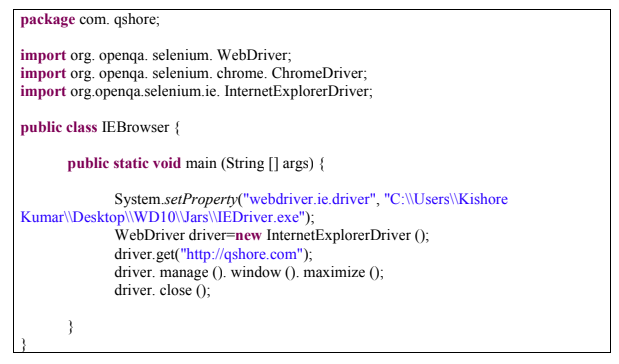 package com. qshore;
import org. openqa. selenium. WebDriver;
import org. openqa. selenium. chrome. ChromeDriver;
import org.openqa.selenium.ie. InternetExplorerDriver;
public class IEBrowser {
public static void main (String [] args) {
System.setProperty("webdriver.ie.driver", "C:\\Users\\Kishore
Kumar\\Desktop\\WD10\\Jars\\IEDriver.exe");
WebDriver driver=new InternetExplorerDriver ();
driver.get("http://qshore.com");
driver. manage (). window (). maximize ();
driver. close ();
}
}